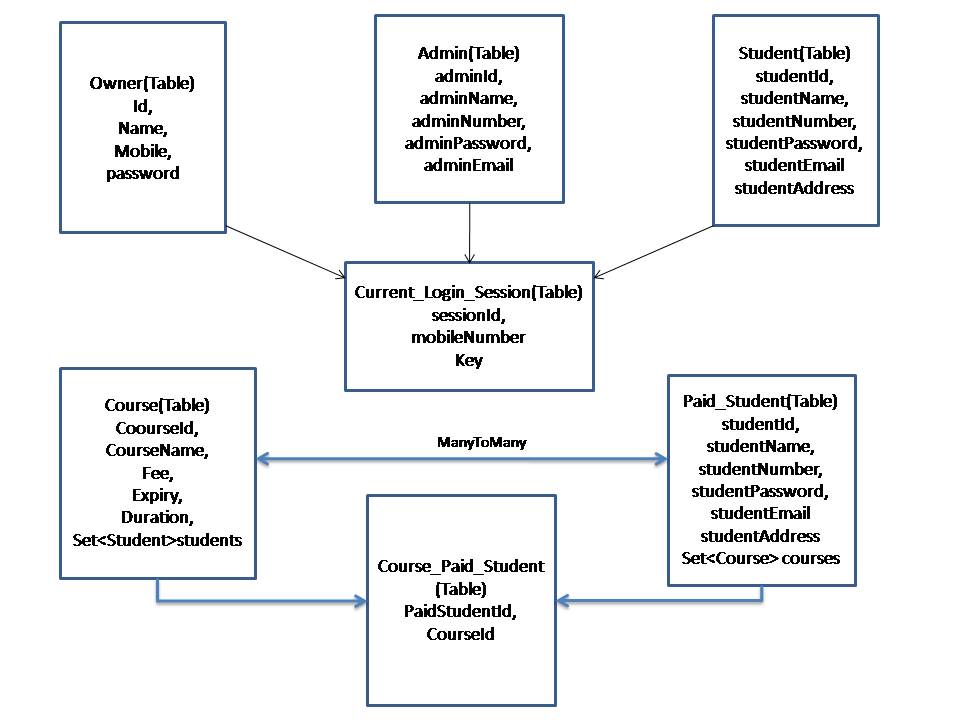 Owner(Table)
Id,
Name,
Mobile,
password
Admin(Table)
adminId,
adminName,
adminNumber,
adminPassword,
adminEmail
Student(Table)
studentId,
studentName,
studentNumber,
studentPassword,
studentEmail
studentAddress
Current_Login_Session(Table)
sessionId,
mobileNumber
Key
Course(Table)
CoourseId,
CourseName,
Fee,
Expiry,
Duration,
Set<Student>students
ManyToMany
Paid_Student(Table)
studentId,
studentName,
studentNumber,
studentPassword,
studentEmail
studentAddress
Set<Course> courses
Course_Paid_Student
(Table)
PaidStudentId,
CourseId